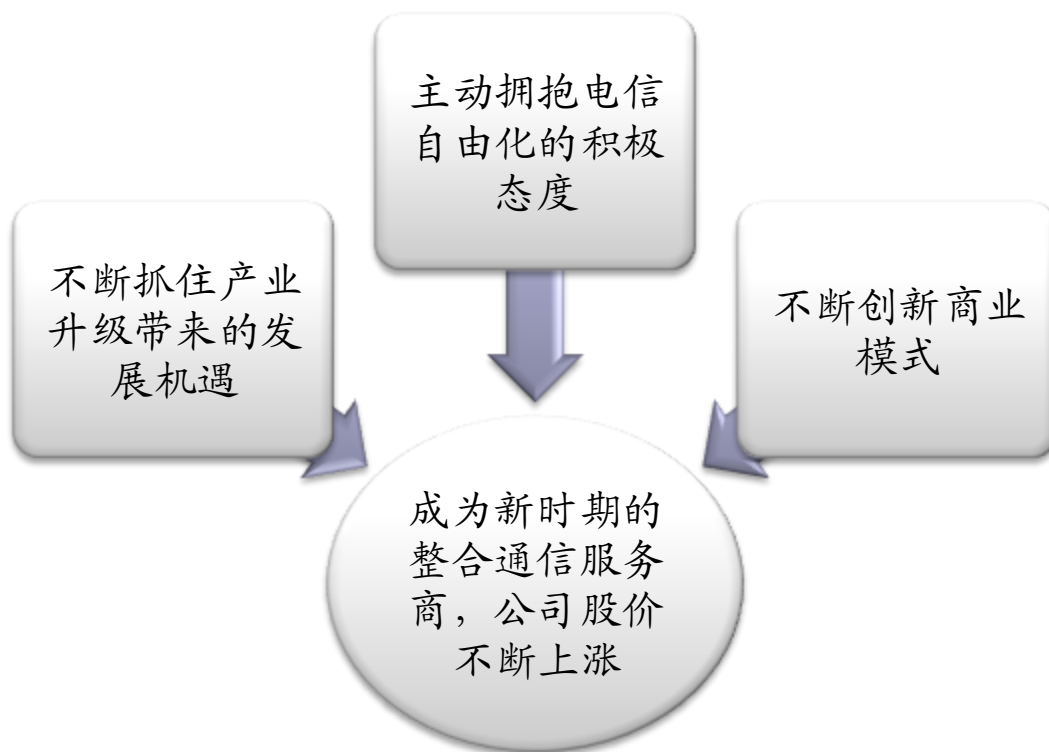 主动拥抱电信
自由化的积极
态度
不断抓住产业
升级带来的发
展机遇
不断创新商业
模式
成为新时期的
整合通信服务
商，公司股价
不断上涨